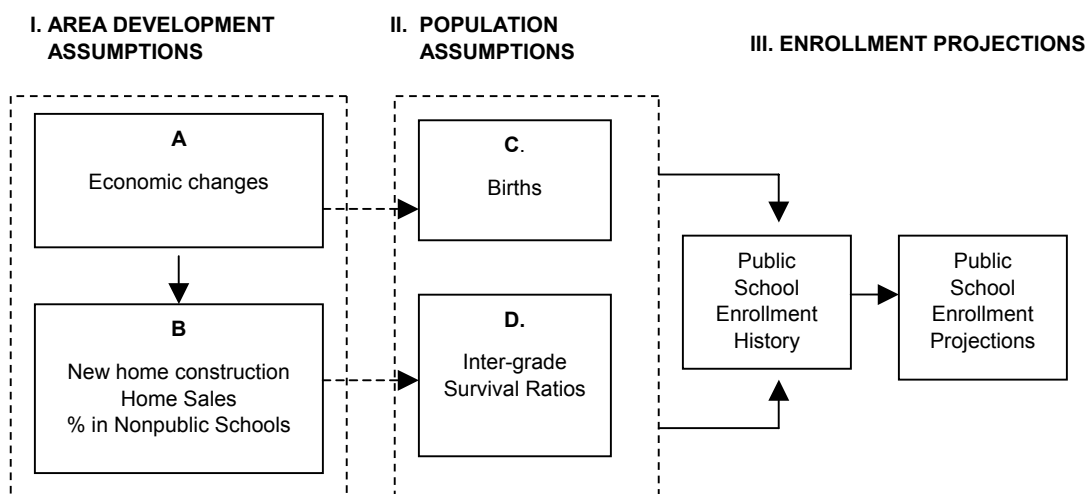 I. AREA DEVELOPMENT
ASSUMPTIONS
II. POPULATION
ASSUMPTIONS
III. ENROLLMENT PROJECTIONS
A
Economic changes
B
New home construction
Home Sales
% in Nonpublic Schools
C.
Births
D.
Inter-grade
Survival Ratios
Public
School
Enrollment
History
Public
School
Enrollment
Projections